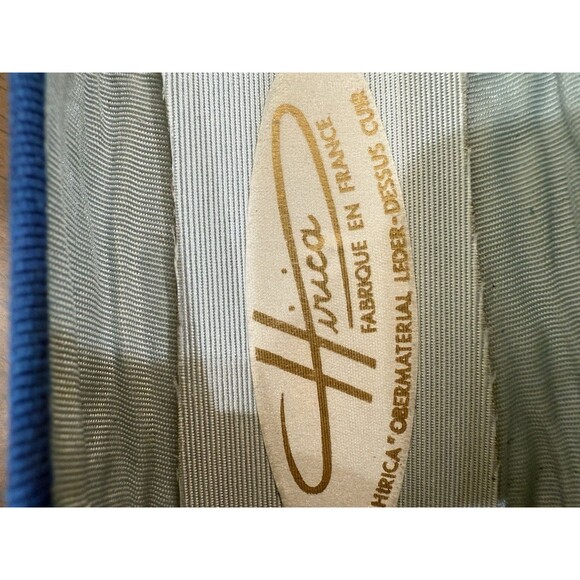 Hirica
FABRIQUE EN FRANCE
HIRICA" OBERMATERIAL LEDER-DESSUS CUIR